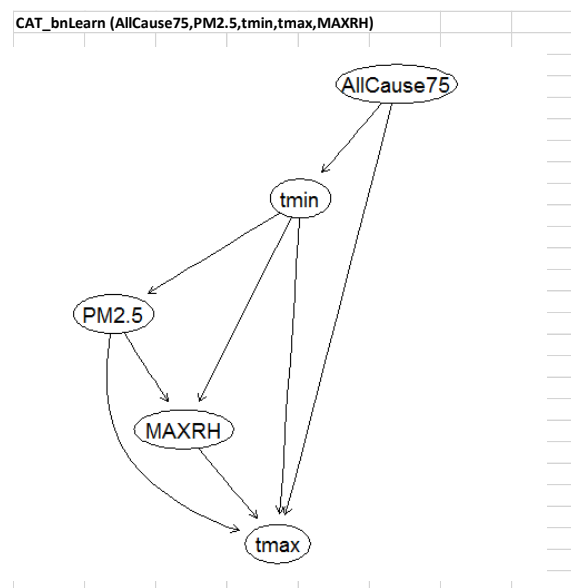 CAT_bnLearn (AllCause75,PM2.5,tmin,tmax,MAXRH)
AllCause75
tmin
PM2.5
MAXRH
tmax